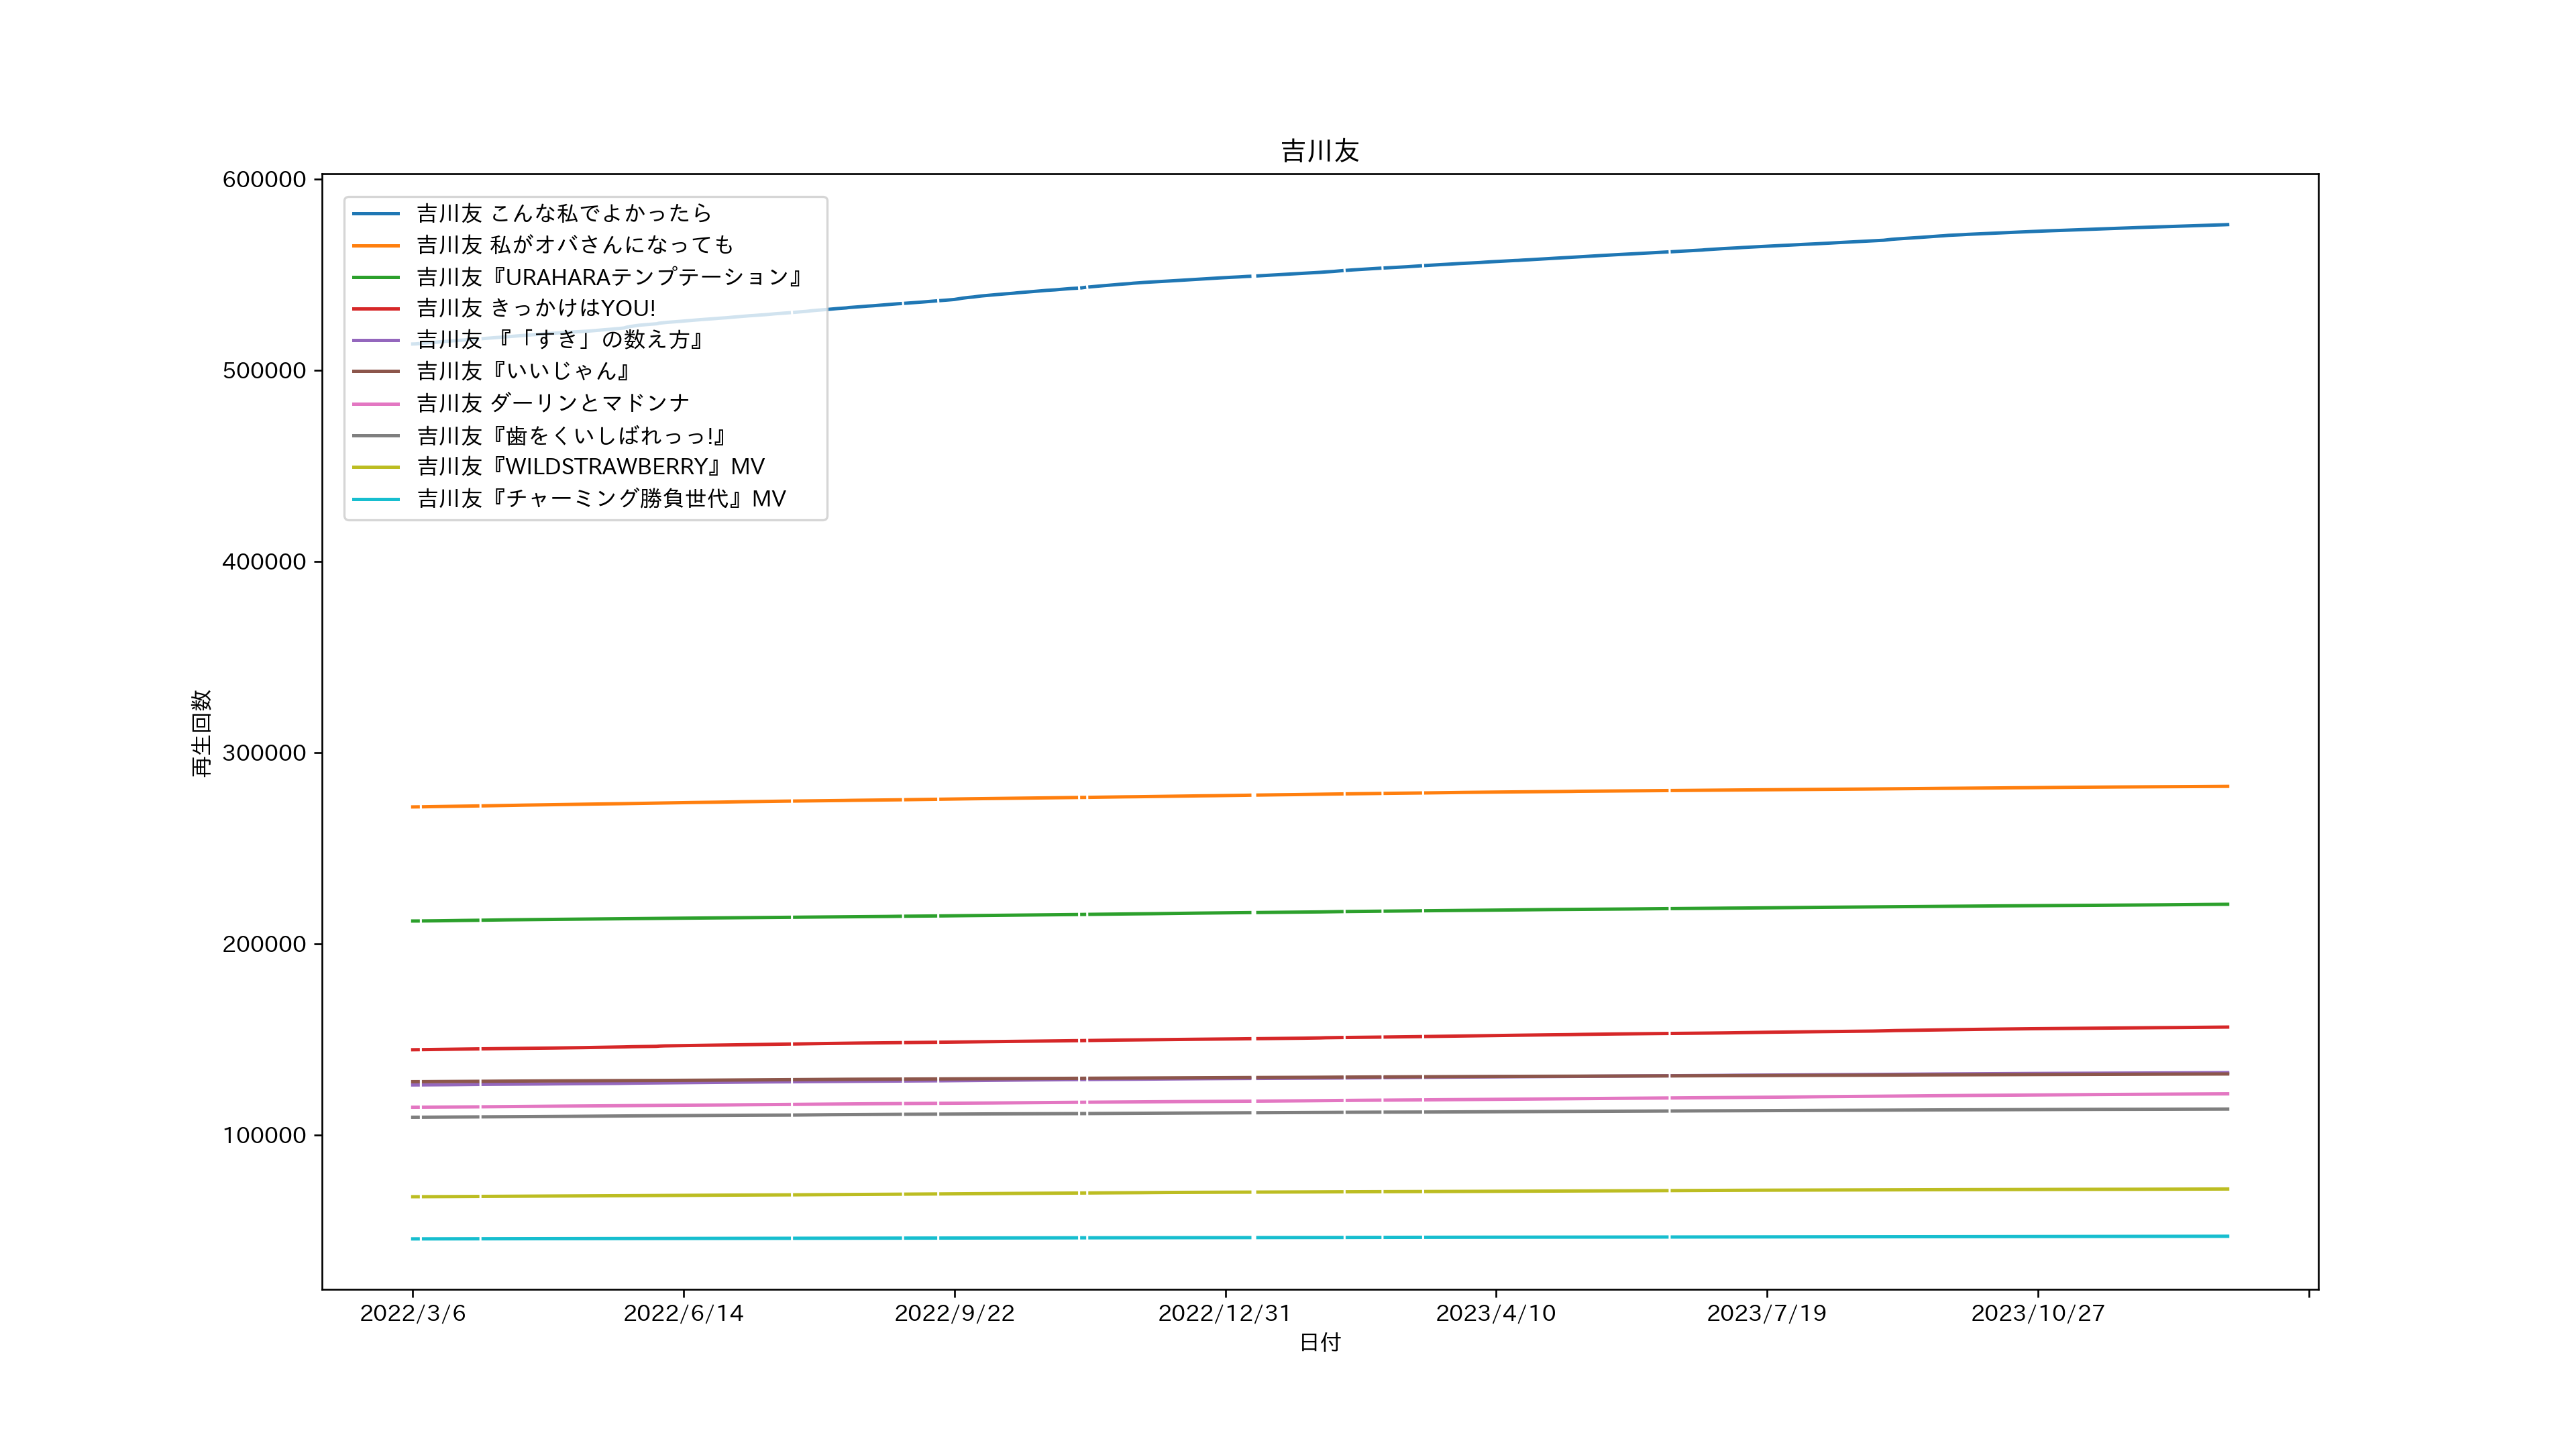 吉川友
600000
500000
400000
300000
200000
100000
再生回数
吉川友 こんな私でよかったら
吉川友 私がオバさんになっても
吉川友『URAHARAテンプテーション』
吉川友 きっかけはYOU!
吉川友 『「すき」の数え方』
吉川友『いいじゃん』
吉川友 ダーリンとマドンナ
吉川友『歯をくいしばれっっ!』
吉川友『WILDSTRAWBERRY』MV
吉川友『チャーミング勝負世代』MV
2022/3/6 2022/6/14 2022/9/22 2022/12/31 2023/4/10 2023/7/19 2023/10/27
日付